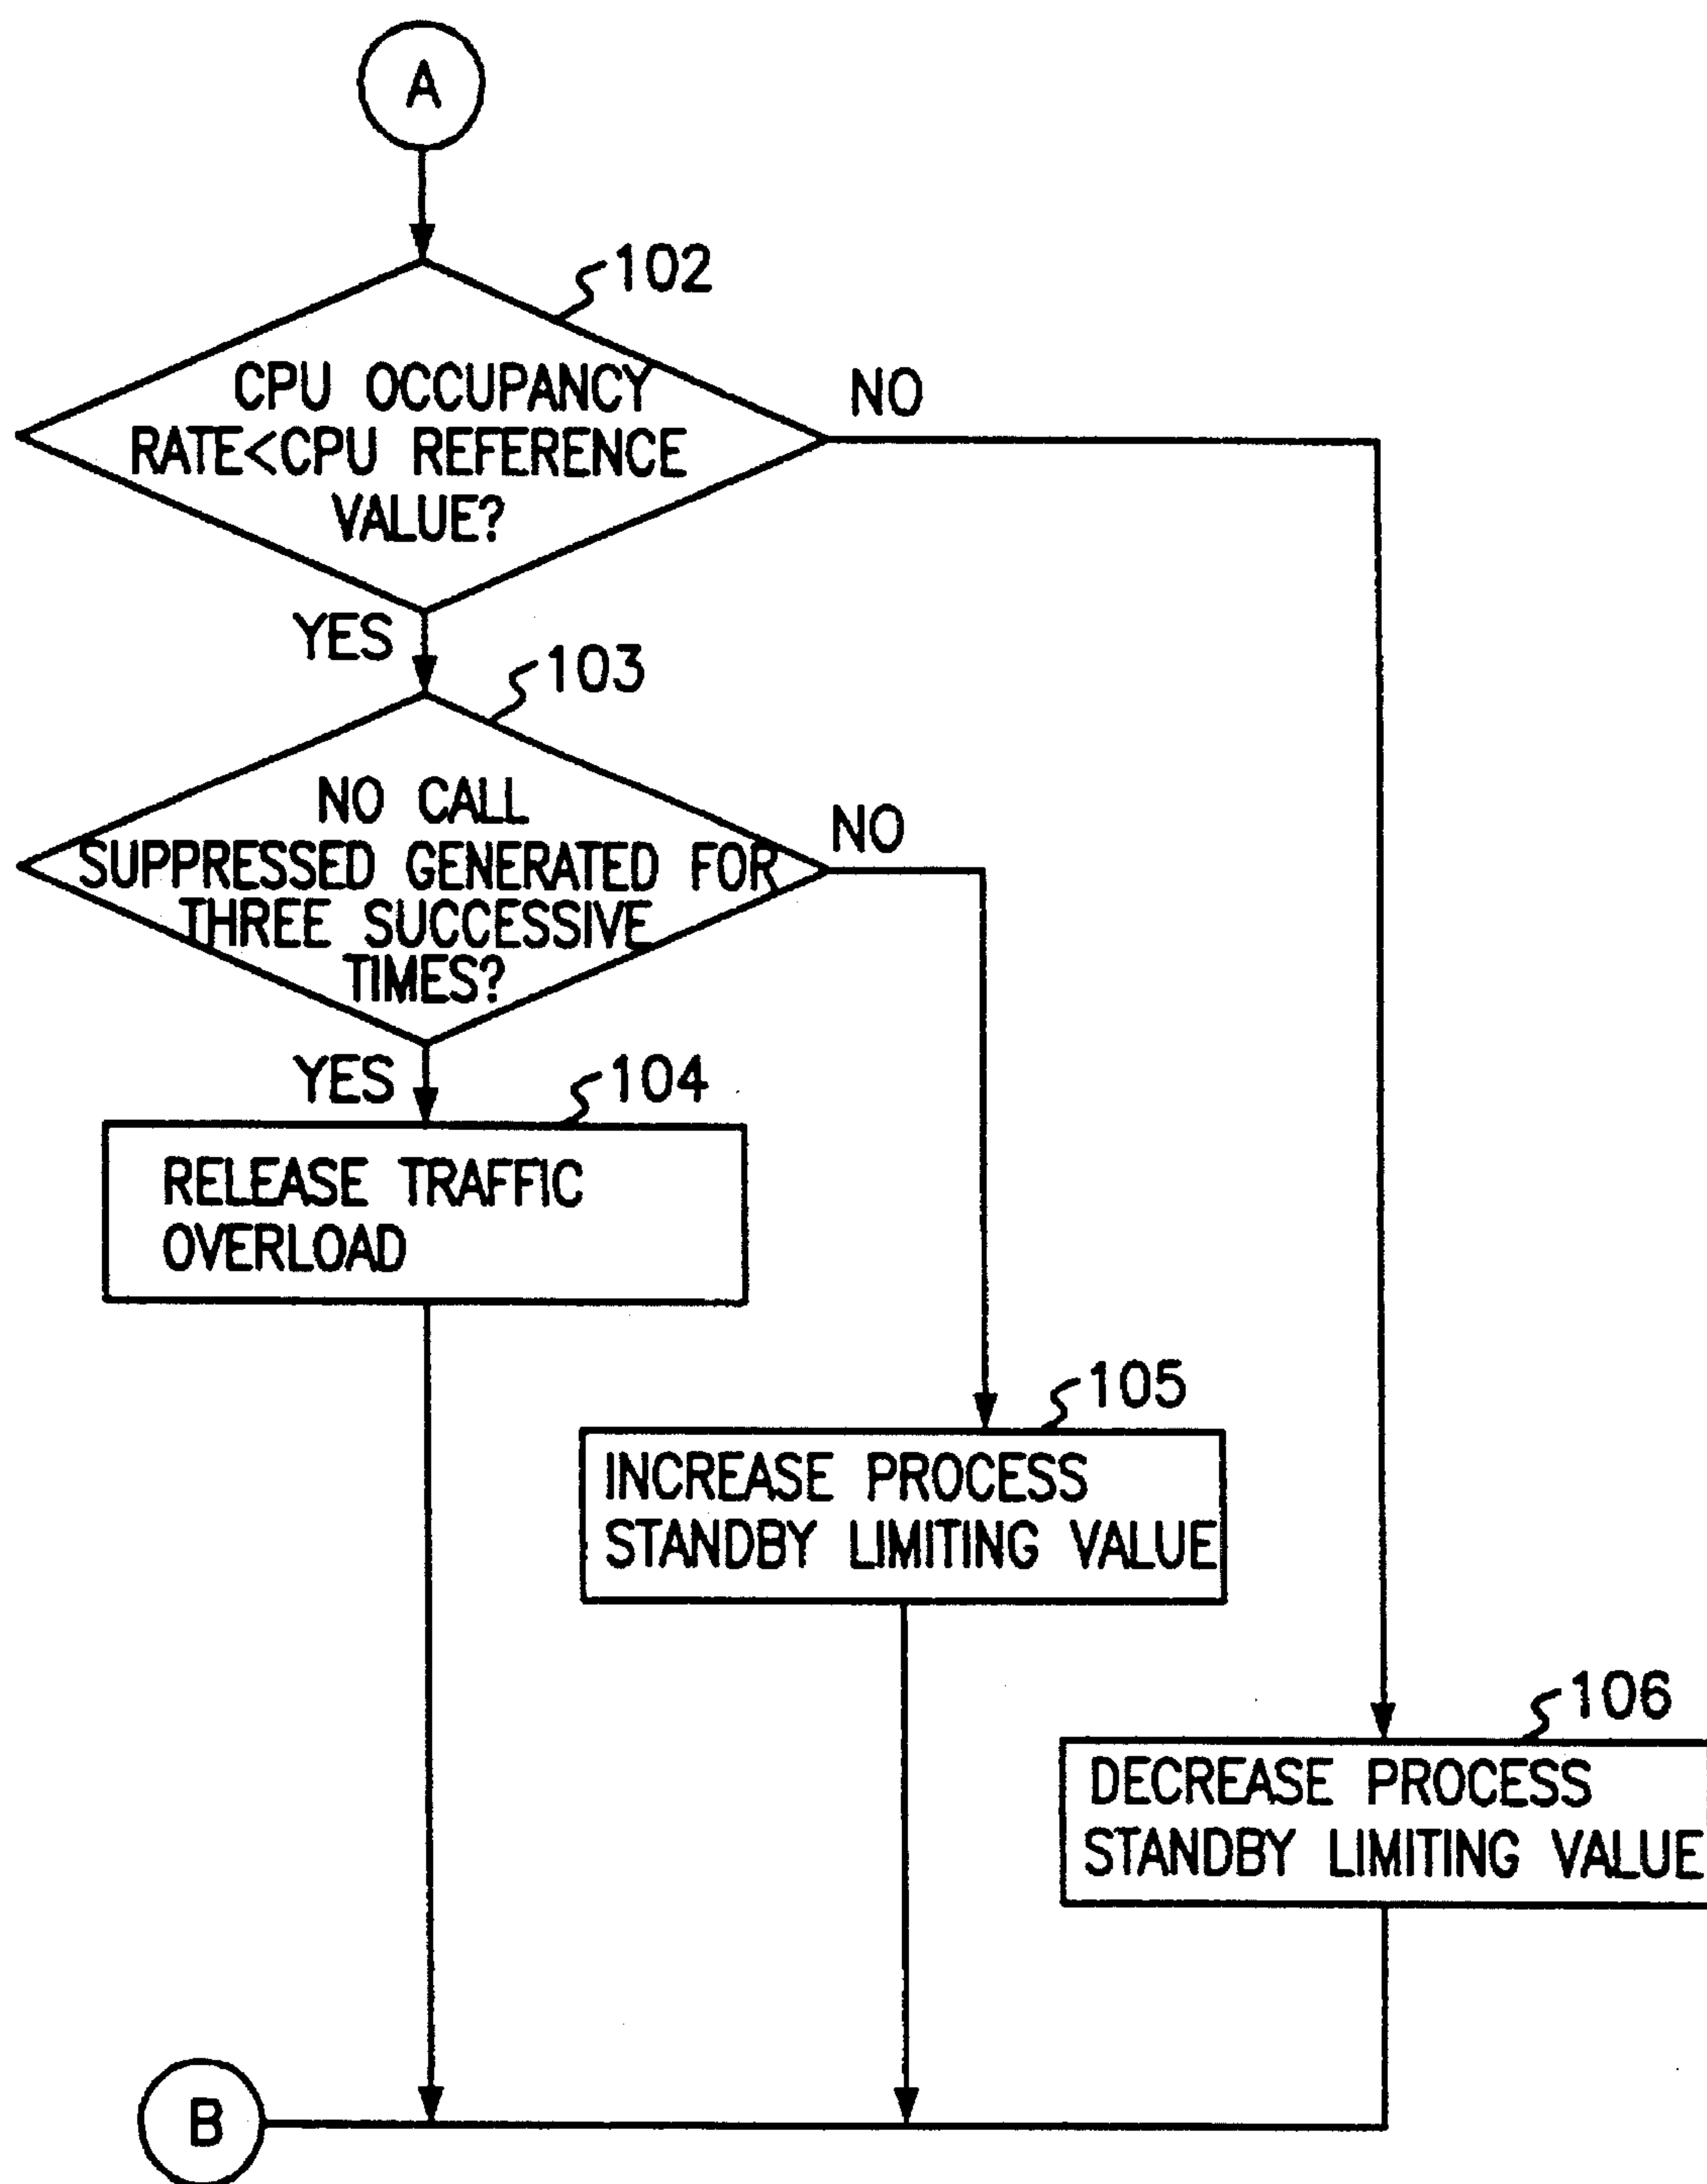 A
102
CPU OCCUPANCY
RATE<CPU REFERENCE
VALUE?
NO
YES
103
NO CALL
SUPPRESSED GENERATED FOR
THREE SUCCESSIVE
TIMES?
NO
YES
104
RELEASE TRAFFIC
OVERLOAD
105
INCREASE PROCESS
STANDBY LIMITING VALUE
106
DECREASE PROCESS
STANDBY LIMITING VALUE
B